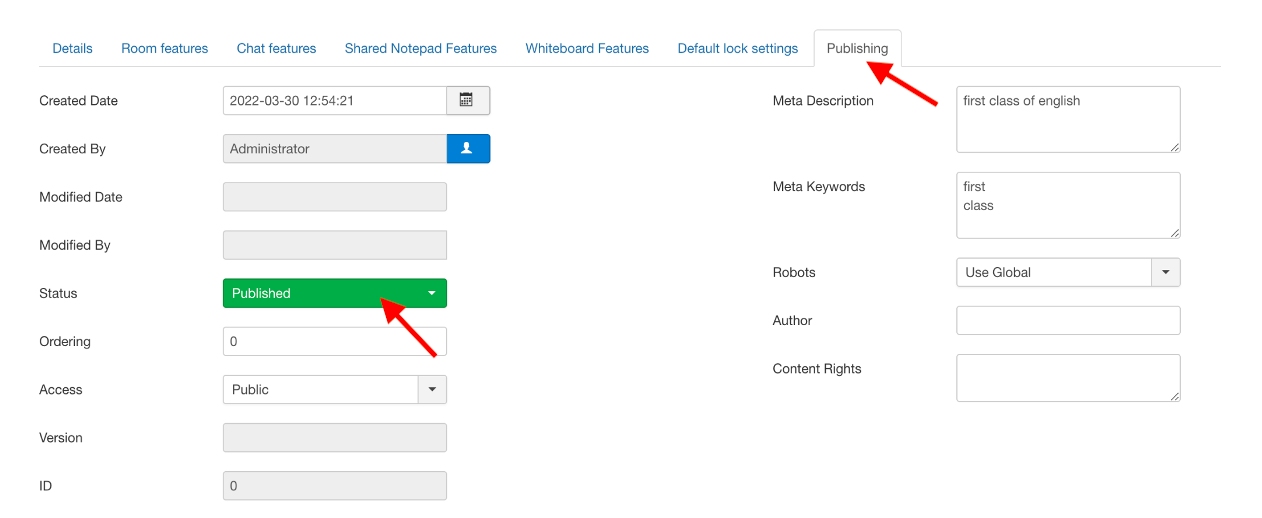 Details Room features Chat features Shared Notepad Features Whiteboard Features Default lock settings Publishing
Created Date 2022-03-30 12:54:21
Created By Administrator
Modified Date
Modified By
Status Published
Ordering 0
Access Public
Version
ID 0
Meta Description first class of english
Meta Keywords first
class
Robots Use Global
Author
Content Rights